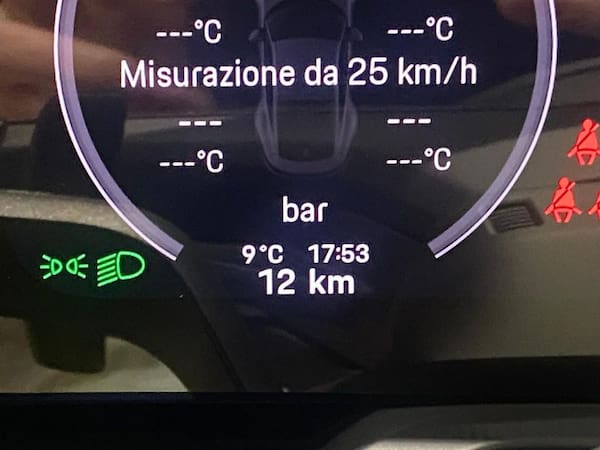 ---°C ---°C
Misurazione da 25 km/h
--- ---
---°C ---°C
bar
9°C 17:53
12 km